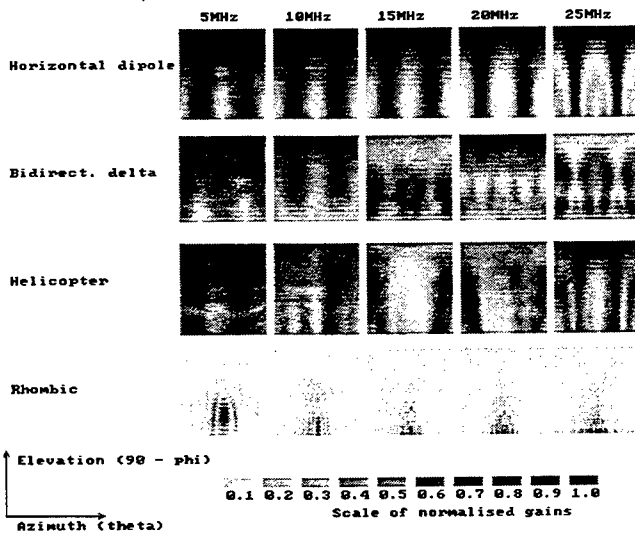 5MHz 10MHz 15MHz 20MHz 25MHz
Horizontal dipole
Bidirect. delta
Helicopter
Rhombic
Elevation (90 - phi)
0.1 0.2 0.3 0.4 0.5 0.6 0.7 0.8 0.9 1.0
Scale of normalised gains
Azimuth (theta)